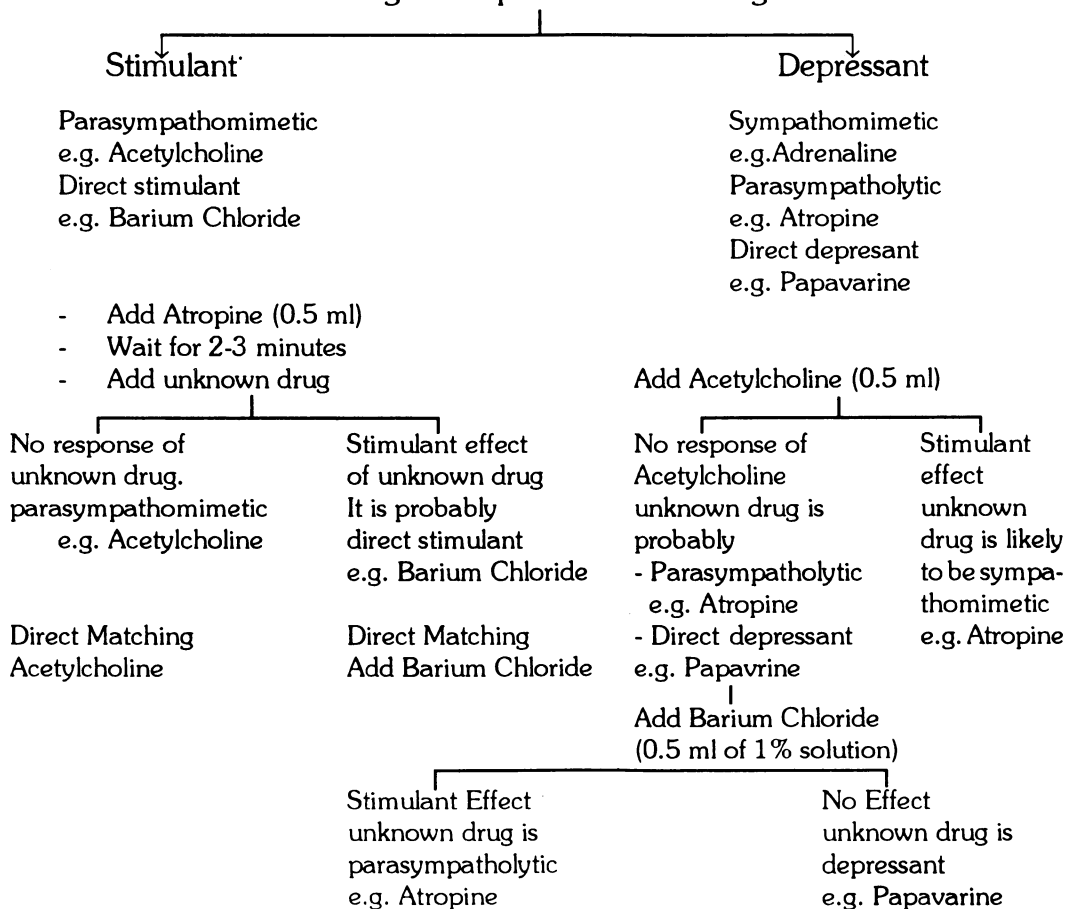 Stimulant
Depressant
Parasympathomimetic
e.g. Acetylcholine
Direct stimulant
e.g. Barium Chloride
Sympathomimetic
e.g.Adrenaline
Parasympatholytic
e.g. Atropine
Direct depresant
e.g. Papavarine
- Add Atropine (0.5 ml)
- Wait for 2-3 minutes
- Add unknown drug
Add Acetylcholine (0.5 ml)
No response of
unknown drug.
parasympathomimetic
e.g. Acetylcholine
Direct Matching
Acetylcholine
Stimulant effect
of unknown drug
It is probably
direct stimulant
e.g. Barium Chloride
Direct Matching
Add Barium Chloride
No response of
Acetylcholine
unknown drug is
probably
- Parasympatholytic
e.g. Atropine
- Direct depressant
e.g. Papavrine
Stimulant
effect
unknown
drug is likely
to be sympa-
thomimetic
e.g. Atropine
Add Barium Chloride
(0.5 ml of 1% solution)
Stimulant Effect
unknown drug is
parasympatholytic
e.g. Atropine
No Effect
unknown drug is
depressant
e.g. Papavarine